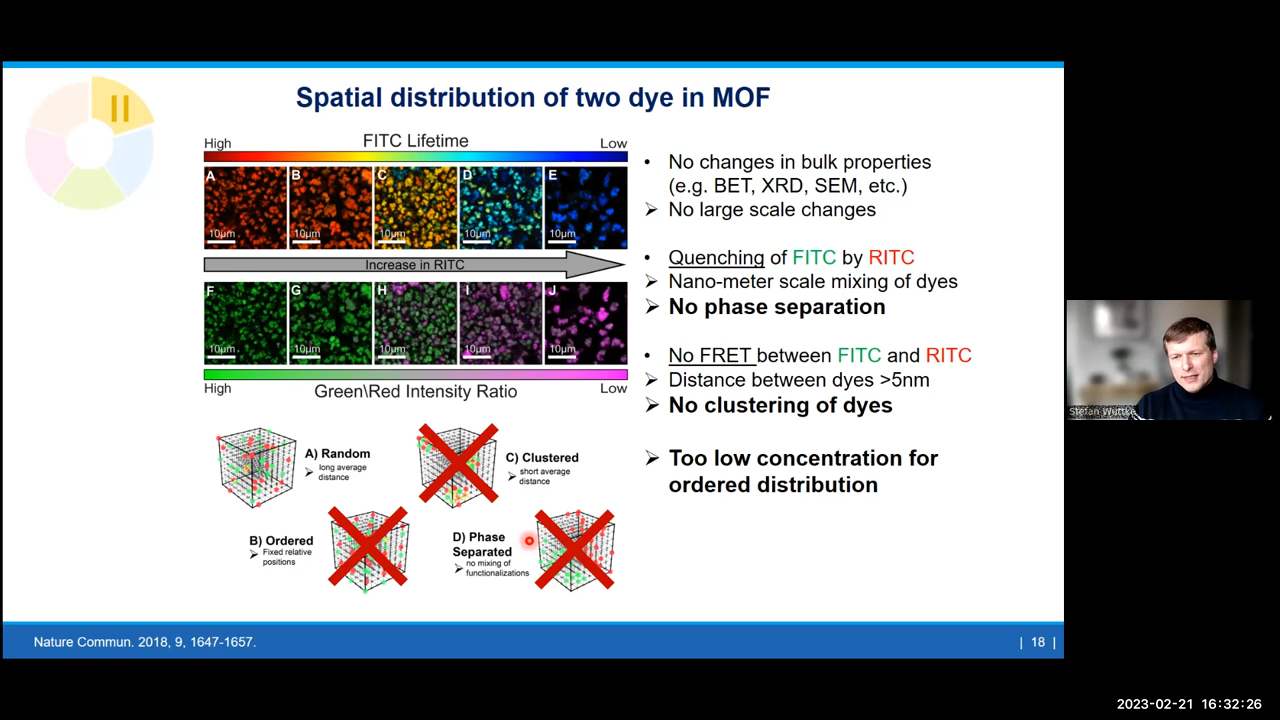 Spatial distribution of two dye in MOF
High FITC Lifetime Low
A B C D E
10µm 10µm 10µm 10µm 10µm
Increase in RITC
F G H I J
10µm 10µm 10µm 10µm 10µm
High Green\Red Intensity Ratio Low
A) Random
➢ long average
distance
C) Clustered
➢ short average
distance
B) Ordered
➢ Fixed relative
positions
D) Phase
Separated
➢ no mixing of
functionalizations
• No changes in bulk properties
(e.g. BET, XRD, SEM, etc.)
➢ No large scale changes
• Quenching of FITC by RITC
➢ Nano-meter scale mixing of dyes
➢ No phase separation
• No FRET between FITC and RITC
➢ Distance between dyes >5nm
➢ No clustering of dyes
➢ Too low concentration for
ordered distribution
Stefan Wuttke
Nature Commun. 2018, 9, 1647-1657.
| 18 |
2023-02-21 16:32:26